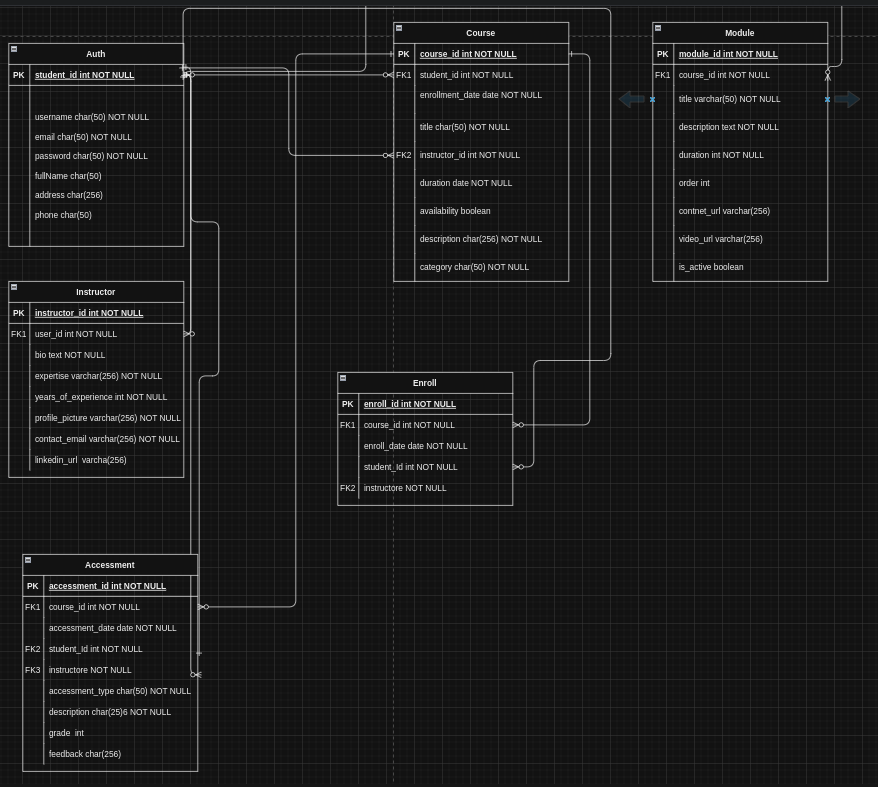 Auth
PK student_id int NOT NULL
username char(50) NOT NULL
email char(50) NOT NULL
password char(50) NOT NULL
fullName char(50)
address char(256)
phone char(50)
Course
PK course_id int NOT NULL
FK1 student_id int NOT NULL
enrollment_date date NOT NULL
title char(50) NOT NULL
FK2 instructor_id int NOT NULL
duration date NOT NULL
availability boolean
description char(256) NOT NULL
category char(50) NOT NULL
Module
PK module_id int NOT NULL
FK1 course_id int NOT NULL
title varchar(50) NOT NULL
description text NOT NULL
duration int NOT NULL
order int
contnet_url varchar(256)
video_url varchar(256)
is_active boolean
Instructor
PK instructor_id int NOT NULL
FK1 user_id int NOT NULL
bio text NOT NULL
expertise varchar(256) NOT NULL
years_of_experience int NOT NULL
profile_picture varchar(256) NOT NULL
contact_email varchar(256) NOT NULL
linkedin_url varcha(256)
Enroll
PK enroll_id int NOT NULL
FK1 course_id int NOT NULL
enroll_date date NOT NULL
student_Id int NOT NULL
FK2 instructore NOT NULL
Accessment
PK accessment_id int NOT NULL
FK1 course_id int NOT NULL
accessment_date date NOT NULL
FK2 student_Id int NOT NULL
FK3 instructore NOT NULL
accessment_type char(50) NOT NULL
description char(25)6 NOT NULL
grade int
feedback char(256)